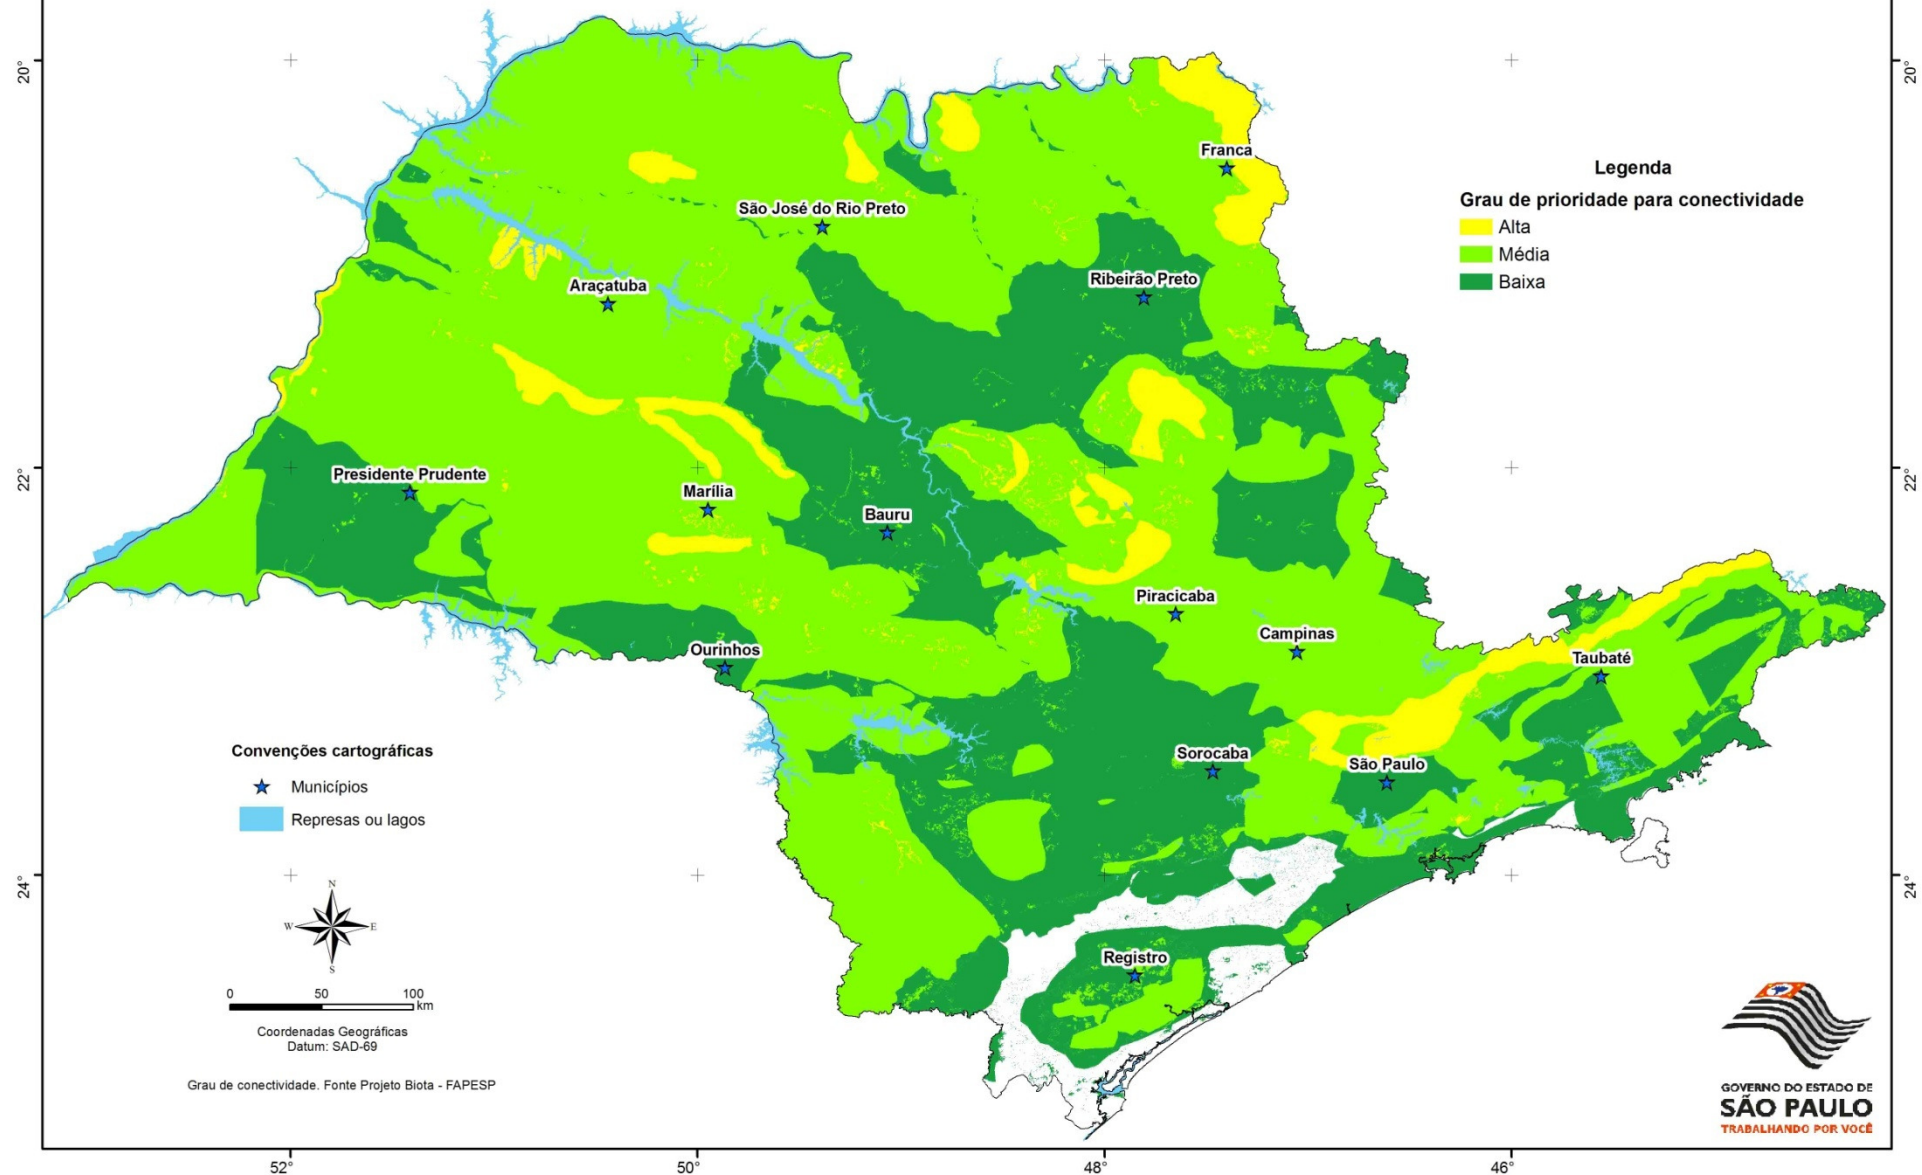 20°
20°
Franca
Legenda
Grau de prioridade para conectividade
Alta
Média
Baixa
São José do Rio Preto
Araçatuba
Ribeirão Preto
22°
22°
Presidente Prudente
Marília
Bauru
Piracicaba
Campinas
Ourinhos
Taubaté
Convenções cartográficas
Municípios
Represas ou lagos
Sorocaba
São Paulo
24°
24°
N
W
E
S
Registro
0
50
100
km
Coordenadas Geográficas
Datum: SAD-69
Grau de conectividade. Fonte Projeto Biota - FAPESP
GOVERNO DO ESTADO DE
SÃO PAULO
TRABALHANDO POR VOCÊ
52°
50°
48°
46°